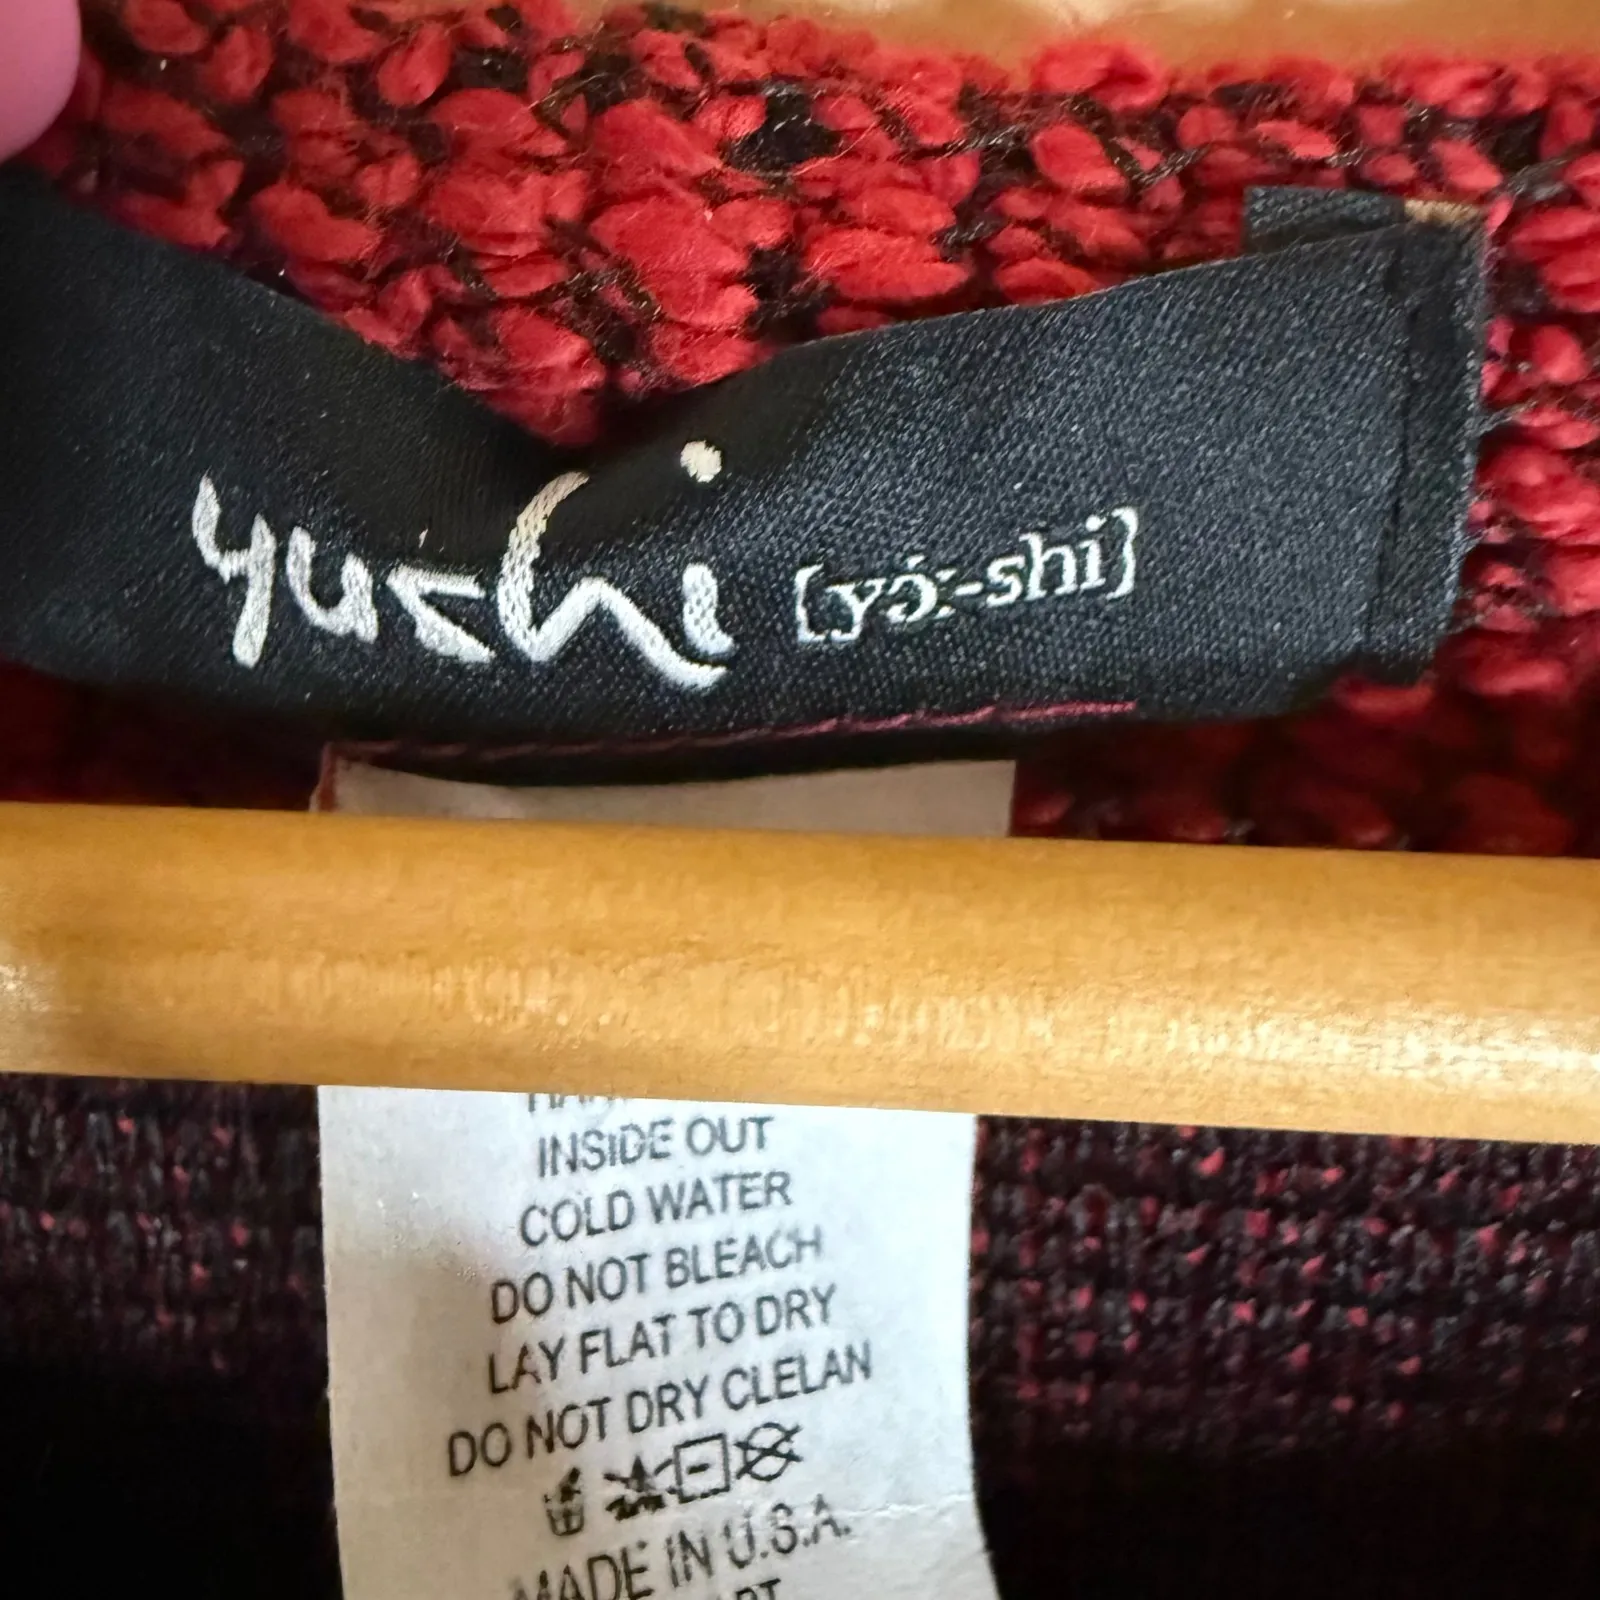 yushi [yó:-shi}
INSIDE OUT
COLD WATER
DO NOT BLEACH
LAY FLAT TO DRY
DO NOT DRY CLELAN
MADE IN U.S.A.